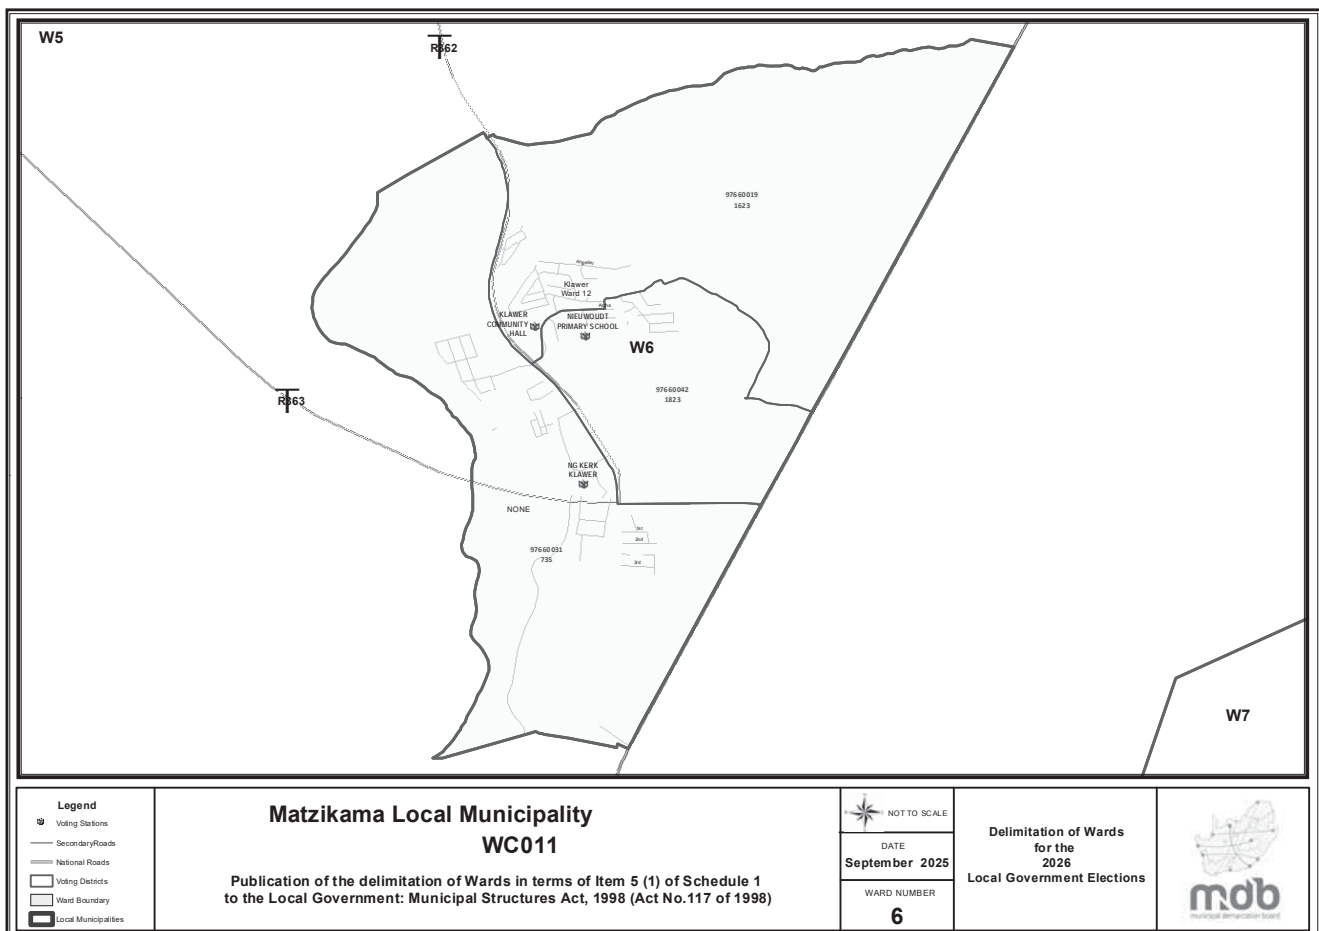 W5
R362
97660019
1623
Klawer
Ward 12
KLAWER
COMMUNITY
HALL
NIEUWOUDT
PRIMARY SCHOOL
W6
97660042
1823
R363
NG KERK
KLAWER
NONE
1st
2nd
3rd
97660031
735
W7
Legend
Voting Stations
SecondaryRoads
National Roads
Voting Districts
Ward Boundary
Local Municipalities
Matzikama Local Municipality
WC011
Publication of the delimitation of Wards in terms of Item 5 (1) of Schedule 1
to the Local Government: Municipal Structures Act, 1998 (Act No.117 of 1998)
NOT TO SCALE
DATE
September 2025
WARD NUMBER
6
Delimitation of Wards
for the
2026
Local Government Elections
mdb
municipal demarcation board